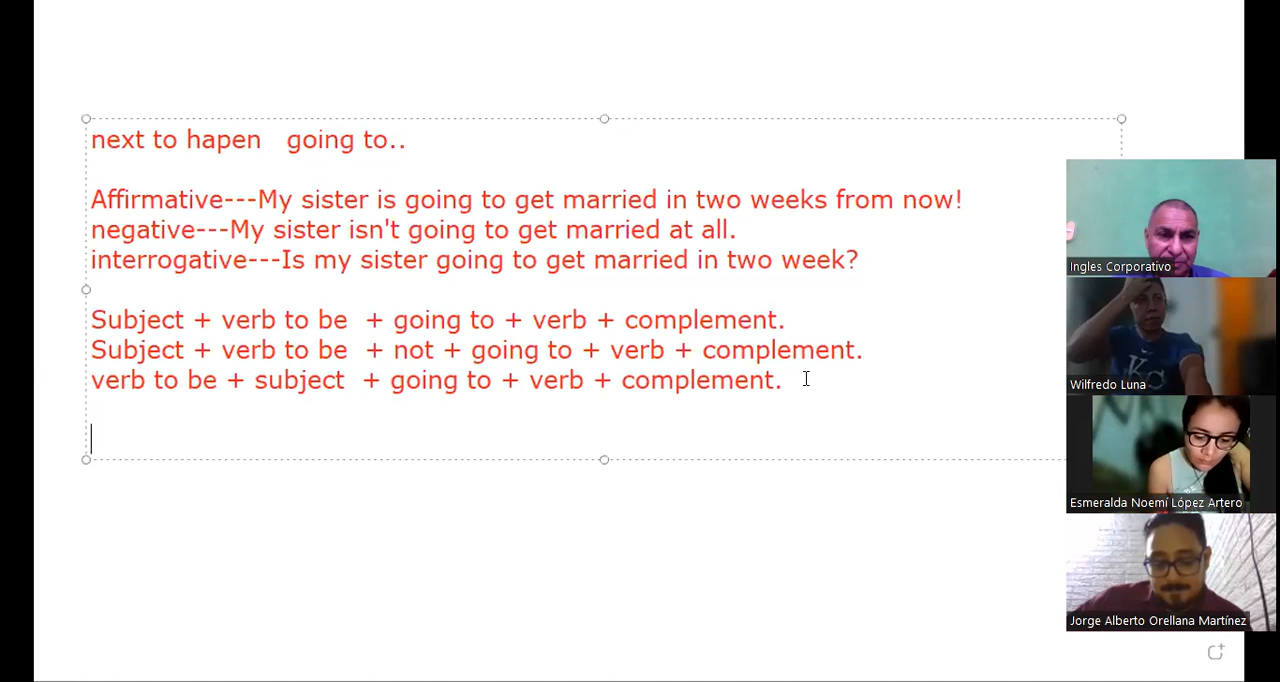 next to hapen   going to..
Affirmative---My sister is going to get married in two weeks from now!
negative---My sister isn't going to get married at all.
interrogative---Is my sister going to get married in two week?
Subject + verb to be  + going to + verb + complement.
Subject + verb to be  + not + going to + verb + complement.
verb to be + subject  + going to + verb + complement.
Ingles Corporativo
Wilfredo Luna
Esmeralda Noemí López Artero
Jorge Alberto Orellana Martínez